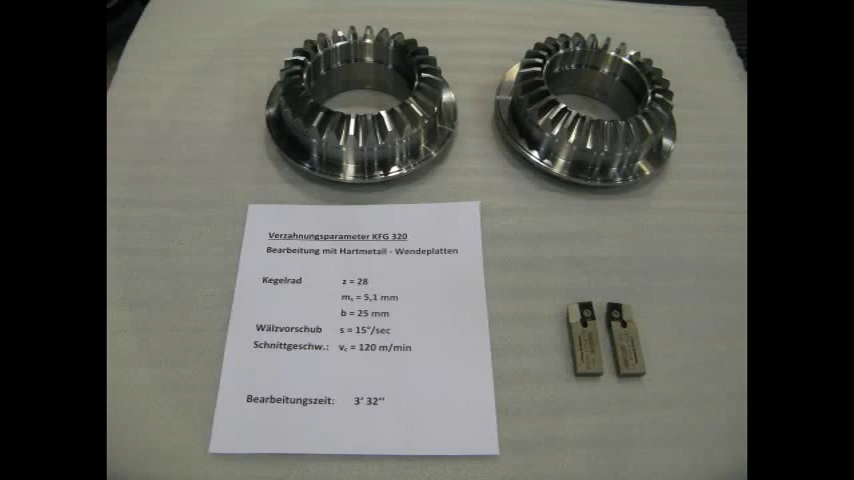 Verzahnungsparameter KFG 320
Bearbeitung mit Hartmetall - Wendeplatten
Kegelrad z = 28
mₛ = 5,1 mm
b = 25 mm
Wälzvorschub s = 15°/sec
Schnittgeschw.: v꜀ = 120 m/min
Bearbeitungszeit: 3‘ 32‘‘